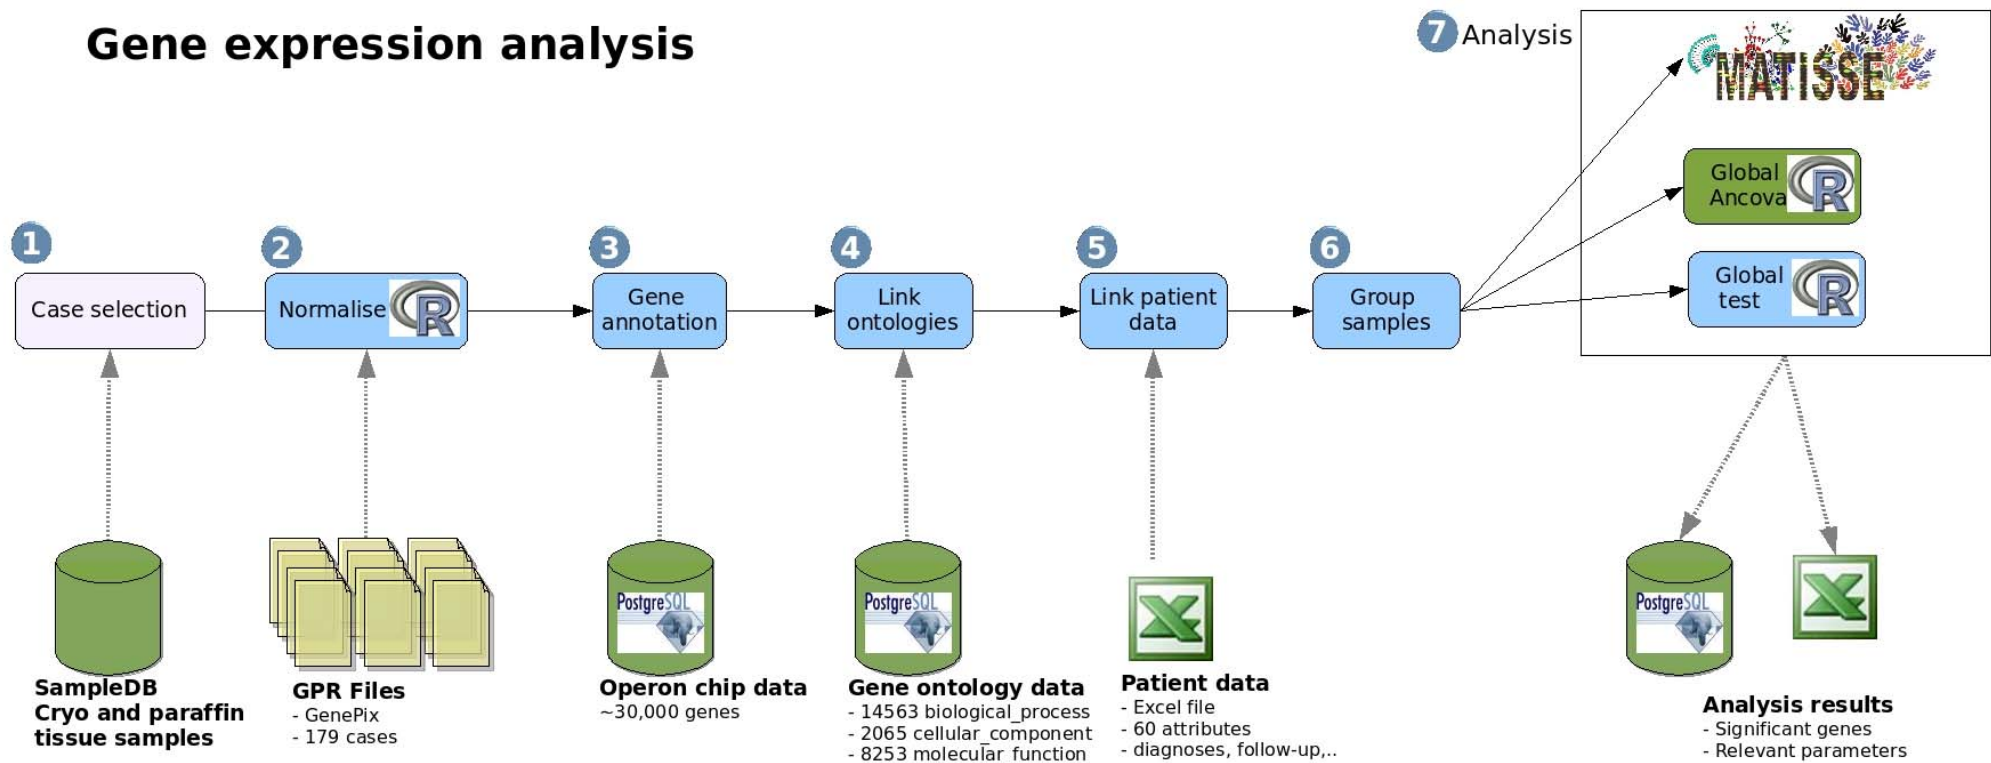 Gene expression analysis
7 Analysis
MATISSE
Global
Ancova
R
Global
test
R
1
Case selection
2
Normalise
R
3
Gene
annotation
4
Link
ontologies
5
Link patient
data
6
Group
samples
SampleDB
Cryo and paraffin
tissue samples
GPR Files
- GenePix
- 179 cases
PostgreSQL
Operon chip data
~30,000 genes
PostgreSQL
Gene ontology data
- 14563 biological_process
- 2065 cellular_component
- 8253 molecular_function
X
Patient data
- Excel file
- 60 attributes
- diagnoses, follow-up,..
PostgreSQL
X
Analysis results
- Significant genes
- Relevant parameters